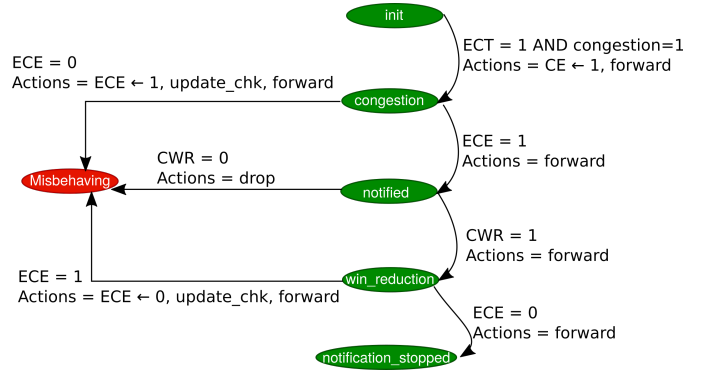 init
ECT = 1 AND congestion=1
Actions = CE ← 1, forward
ECE = 0
Actions = ECE ← 1, update_chk, forward
congestion
ECE = 1
Actions = forward
CWR = 0
Actions = drop
Misbehaving
notified
CWR = 1
Actions = forward
ECE = 1
Actions = ECE ← 0, update_chk, forward
win_reduction
ECE = 0
Actions = forward
notification_stopped